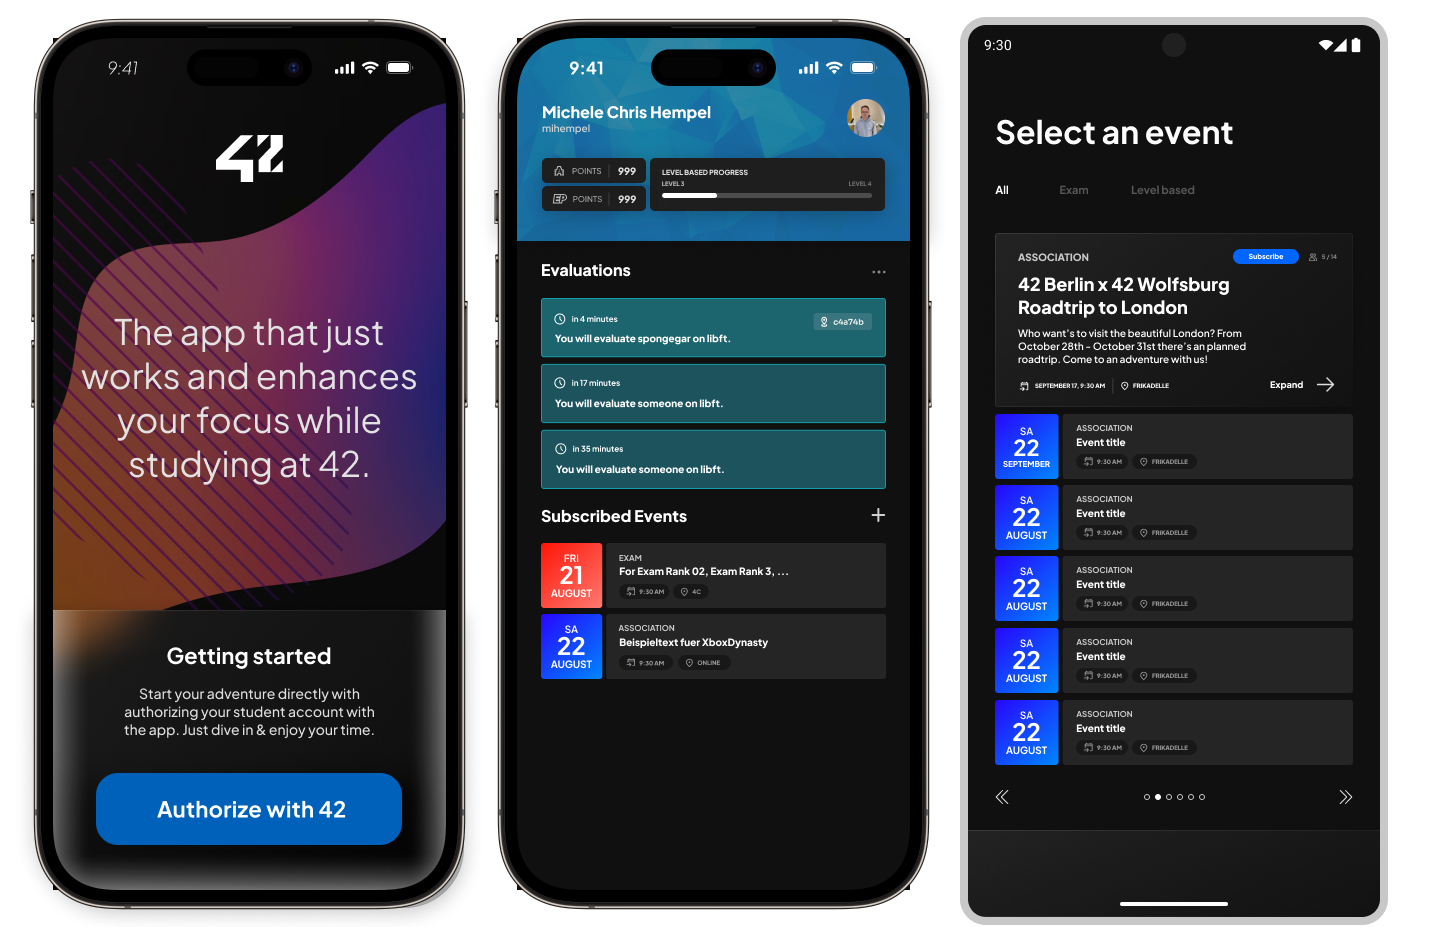 9:41
42
The app that just
works and enhances
your focus while
studying at 42.
Getting started
Start your adventure directly with
authorizing your student account with
the app. Just dive in & enjoy your time.
Authorize with 42
9:41
Michele Chris Hempel
mihempel
POINTS 999
EP POINTS 999
LEVEL BASED PROGRESS
LEVEL 3 LEVEL 4
Evaluations
in 4 minutes
c4a74b
You will evaluate spongegar on libft.
in 17 minutes
You will evaluate someone on libft.
in 35 minutes
You will evaluate someone on libft.
Subscribed Events
FRI
21
AUGUST
EXAM
For Exam Rank 02, Exam Rank 3, ...
9:30 AM 4C
SA
22
AUGUST
ASSOCIATION
Beispieltext fuer XboxDynasty
9:30 AM ONLINE
9:30
Select an event
All Exam Level based
ASSOCIATION Subscribe 5 / 14
42 Berlin x 42 Wolfsburg
Roadtrip to London
Who want's to visit the beautiful London? From
October 28th - October 31st there's an planned
roadtrip. Come to an adventure with us!
SEPTEMBER 17, 9:30 AM FRIKADELLE Expand
SA
22
SEPTEMBER
ASSOCIATION
Event title
9:30 AM FRIKADELLE
SA
22
AUGUST
ASSOCIATION
Event title
9:30 AM FRIKADELLE
SA
22
AUGUST
ASSOCIATION
Event title
9:30 AM FRIKADELLE
SA
22
AUGUST
ASSOCIATION
Event title
9:30 AM FRIKADELLE
SA
22
AUGUST
ASSOCIATION
Event title
9:30 AM FRIKADELLE